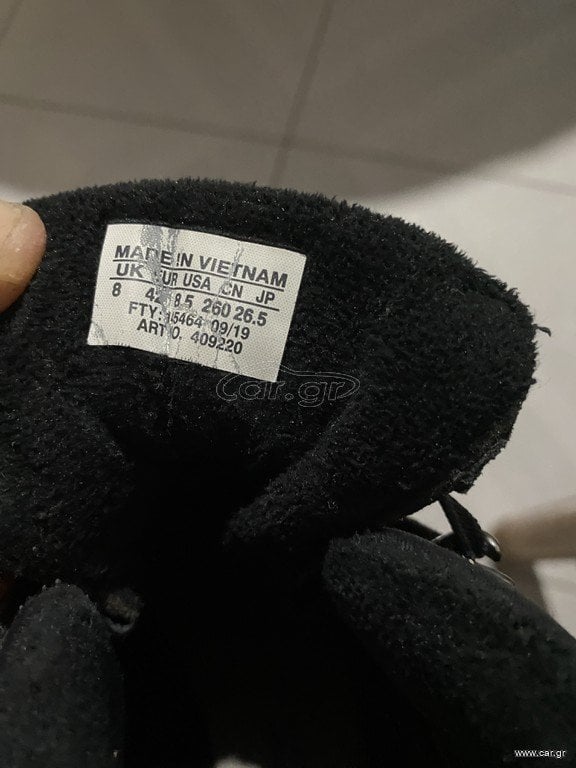 MADE IN VIETNAM
UK EUR USA CN JP
8 42 8.5 260 26.5
FTY: 15464 09/19
ART NO. 409220
car.gr
www.car.gr